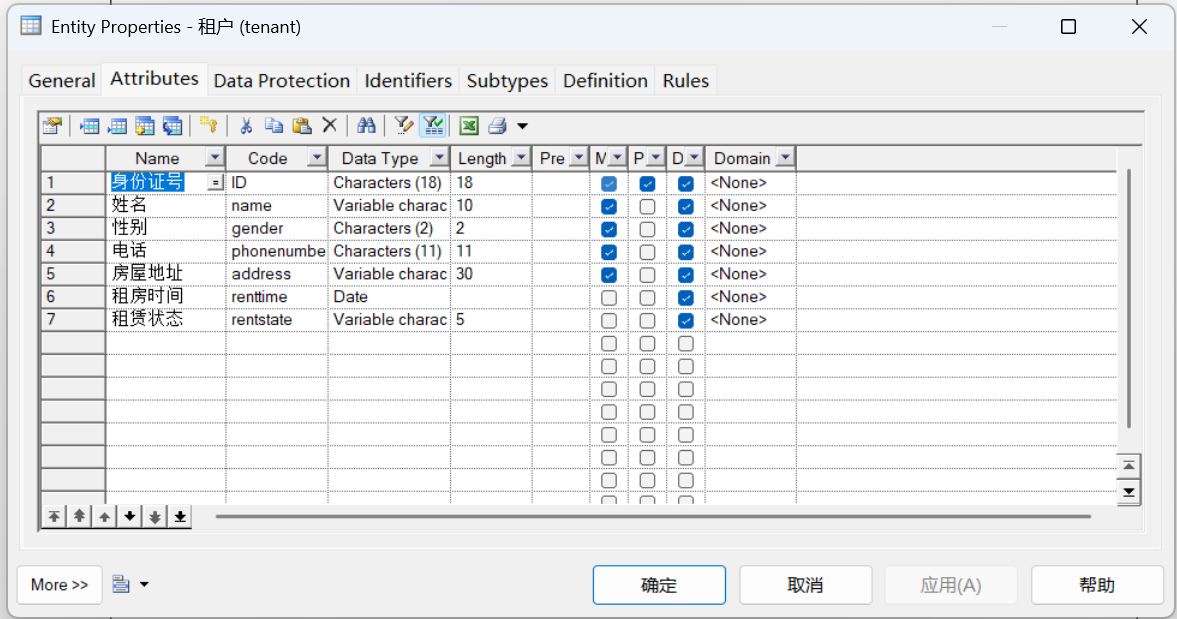 Entity Properties - 租户 (tenant)
General Attributes Data Protection Identifiers Subtypes Definition Rules
Name Code Data Type Length Pre M P D Domain
1 身份证号 = ID Characters (18) 18 <None>
2 姓名 name Variable charac 10 <None>
3 性别 gender Characters (2) 2 <None>
4 电话 phonenumbe Characters (11) 11 <None>
5 房屋地址 address Variable charac 30 <None>
6 租房时间 renttime Date <None>
7 租赁状态 rentstate Variable charac 5 <None>
More >> 确定 取消 应用(A) 帮助